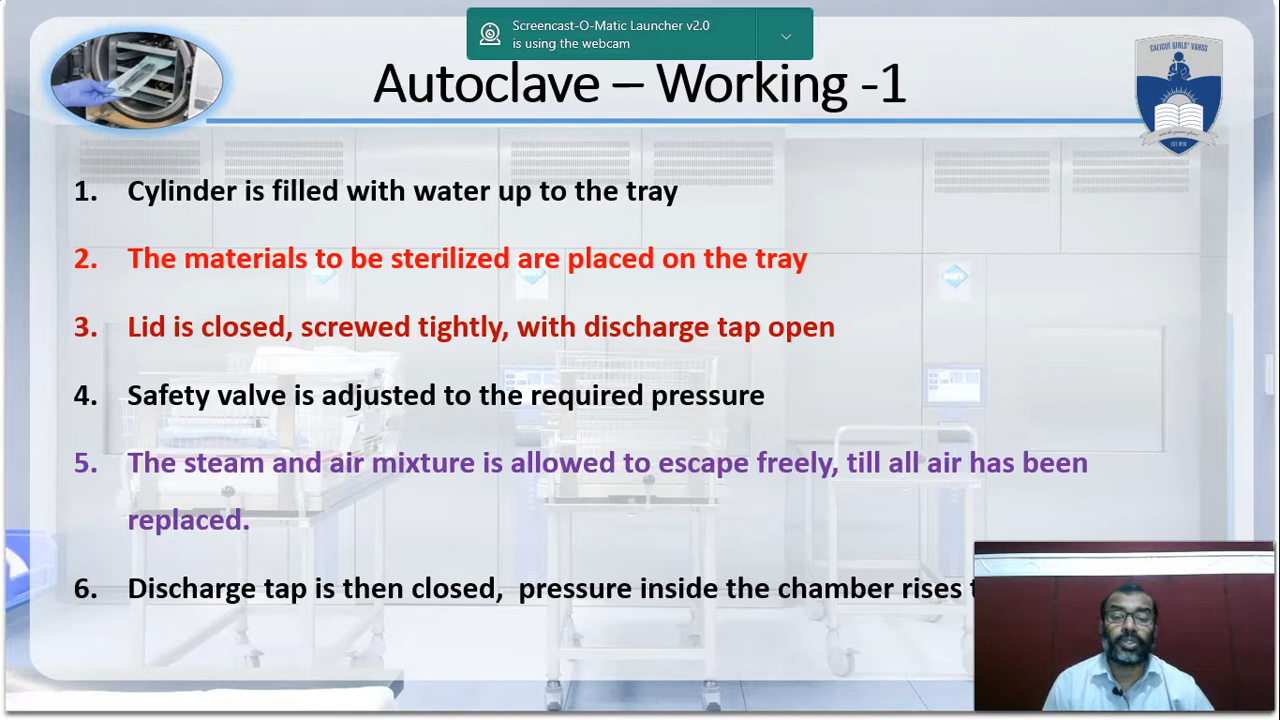 Screencast-O-Matic Launcher v2.0
is using the webcam
Autoclave – Working -1
CALICUT GIRLS' VAHSS
1. Cylinder is filled with water up to the tray
2. The materials to be sterilized are placed on the tray
3. Lid is closed, screwed tightly, with discharge tap open
4. Safety valve is adjusted to the required pressure
5. The steam and air mixture is allowed to escape freely, till all air has been
replaced.
6. Discharge tap is then closed, pressure inside the chamber rises